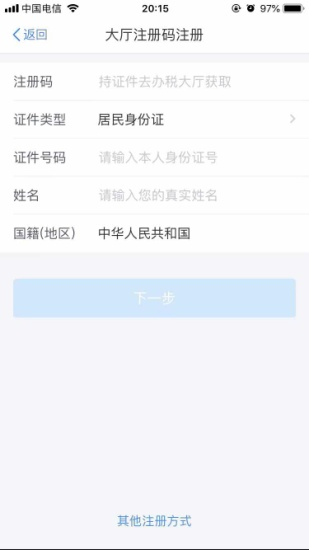 中国电信 20:15 97%
返回 大厅注册码注册
注册码 持证件去办税大厅获取
证件类型 居民身份证
证件号码 请输入本人身份证号
姓名 请输入您的真实姓名
国籍(地区) 中华人民共和国
下一步
其他注册方式